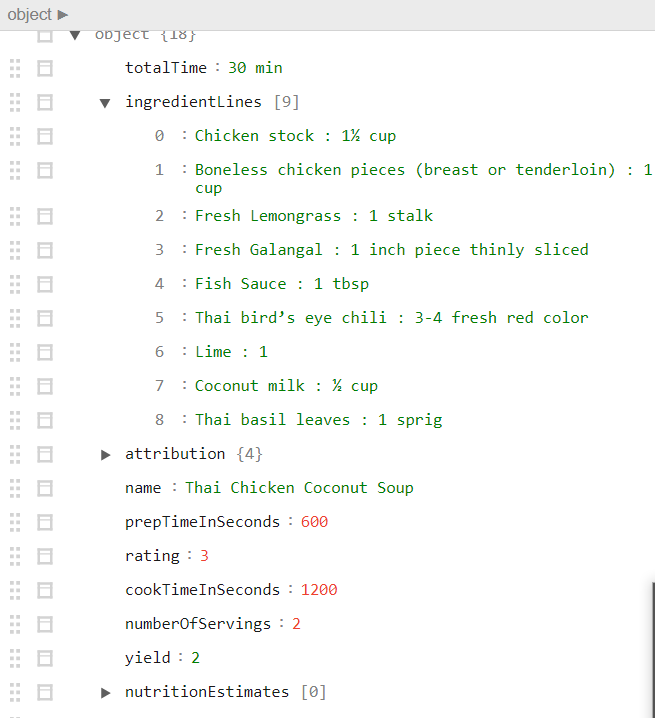 object ▶
▼ object {18}
totalTime : 30 min
▼ ingredientLines [9]
0 : Chicken stock : 1½ cup
1 : Boneless chicken pieces (breast or tenderloin) : 1
cup
2 : Fresh Lemongrass : 1 stalk
3 : Fresh Galangal : 1 inch piece thinly sliced
4 : Fish Sauce : 1 tbsp
5 : Thai bird’s eye chili : 3-4 fresh red color
6 : Lime : 1
7 : Coconut milk : ½ cup
8 : Thai basil leaves : 1 sprig
▶ attribution {4}
name : Thai Chicken Coconut Soup
prepTimeInSeconds : 600
rating : 3
cookTimeInSeconds : 1200
numberOfServings : 2
yield : 2
▶ nutritionEstimates [0]